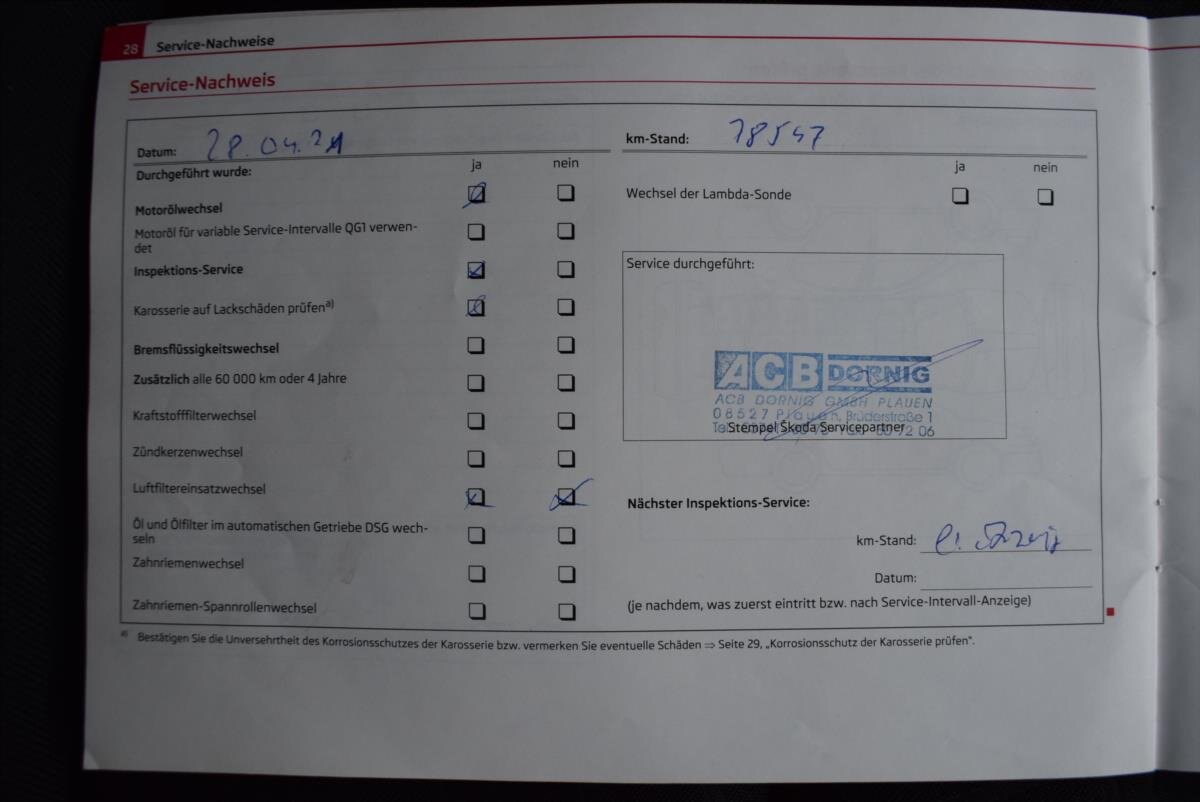 28 Service-Nachweise
Service-Nachweis
Datum: 28.04.21
Durchgeführt wurde: ja nein
Motorölwechsel
Motoröl für variable Service-Intervalle QG1 verwen-
det
Inspektions-Service
Karosserie auf Lackschäden prüfen a)
Bremsflüssigkeitswechsel
Zusätzlich alle 60 000 km oder 4 Jahre
Kraftstofffilterwechsel
Zündkerzenwechsel
Luftfiltereinsatzwechsel
Öl und Ölfilter im automatischen Getriebe DSG wech-
seln
Zahnriemenwechsel
Zahnriemen-Spannrollenwechsel
km-Stand: 78547
ja nein
Wechsel der Lambda-Sonde
Service durchgeführt:
ACB DORNIG
ACB DORNIG GMBH PLAUEN
08527 Plauen, Brüderstraße 1
Stempel Škoda Servicepartner
Nächster Inspektions-Service:
km-Stand:
Datum:
(je nachdem, was zuerst eintritt bzw. nach Service-Intervall-Anzeige)
a) Bestätigen Sie die Unversehrtheit des Korrosionsschutzes der Karosserie bzw. vermerken Sie eventuelle Schäden ⇒ Seite 29, „Korrosionsschutz der Karosserie prüfen".